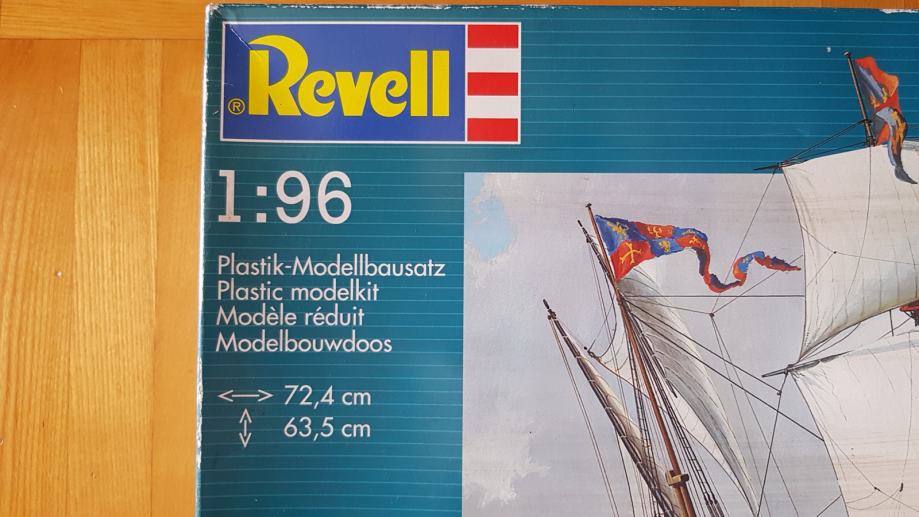 ® Revell
1:96
Plastik-Modellbausatz
Plastic modelkit
Modèle réduit
Modelbouwdoos
72,4 cm
63,5 cm